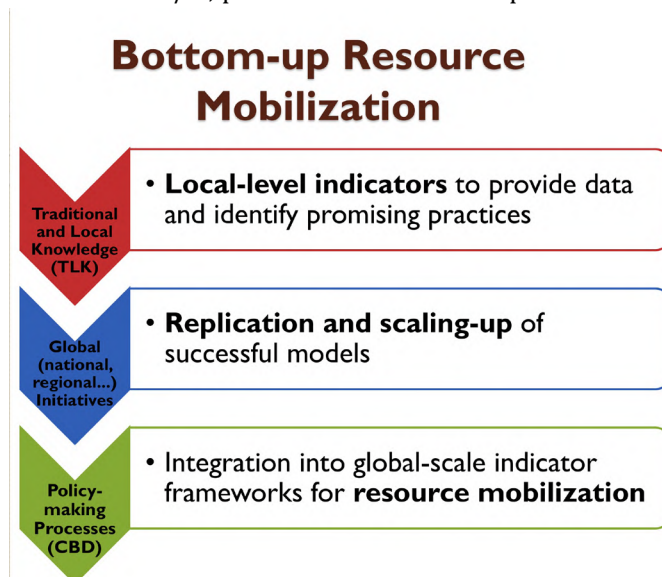 Bottom-up Resource
Mobilization
Traditional
and Local
Knowledge
(TLK)
• Local-level indicators to provide data
and identify promising practices
Global
(national,
regional...)
Initiatives
• Replication and scaling-up of
successful models
Policy-
making
Processes
(CBD)
• Integration into global-scale indicator
frameworks for resource mobilization